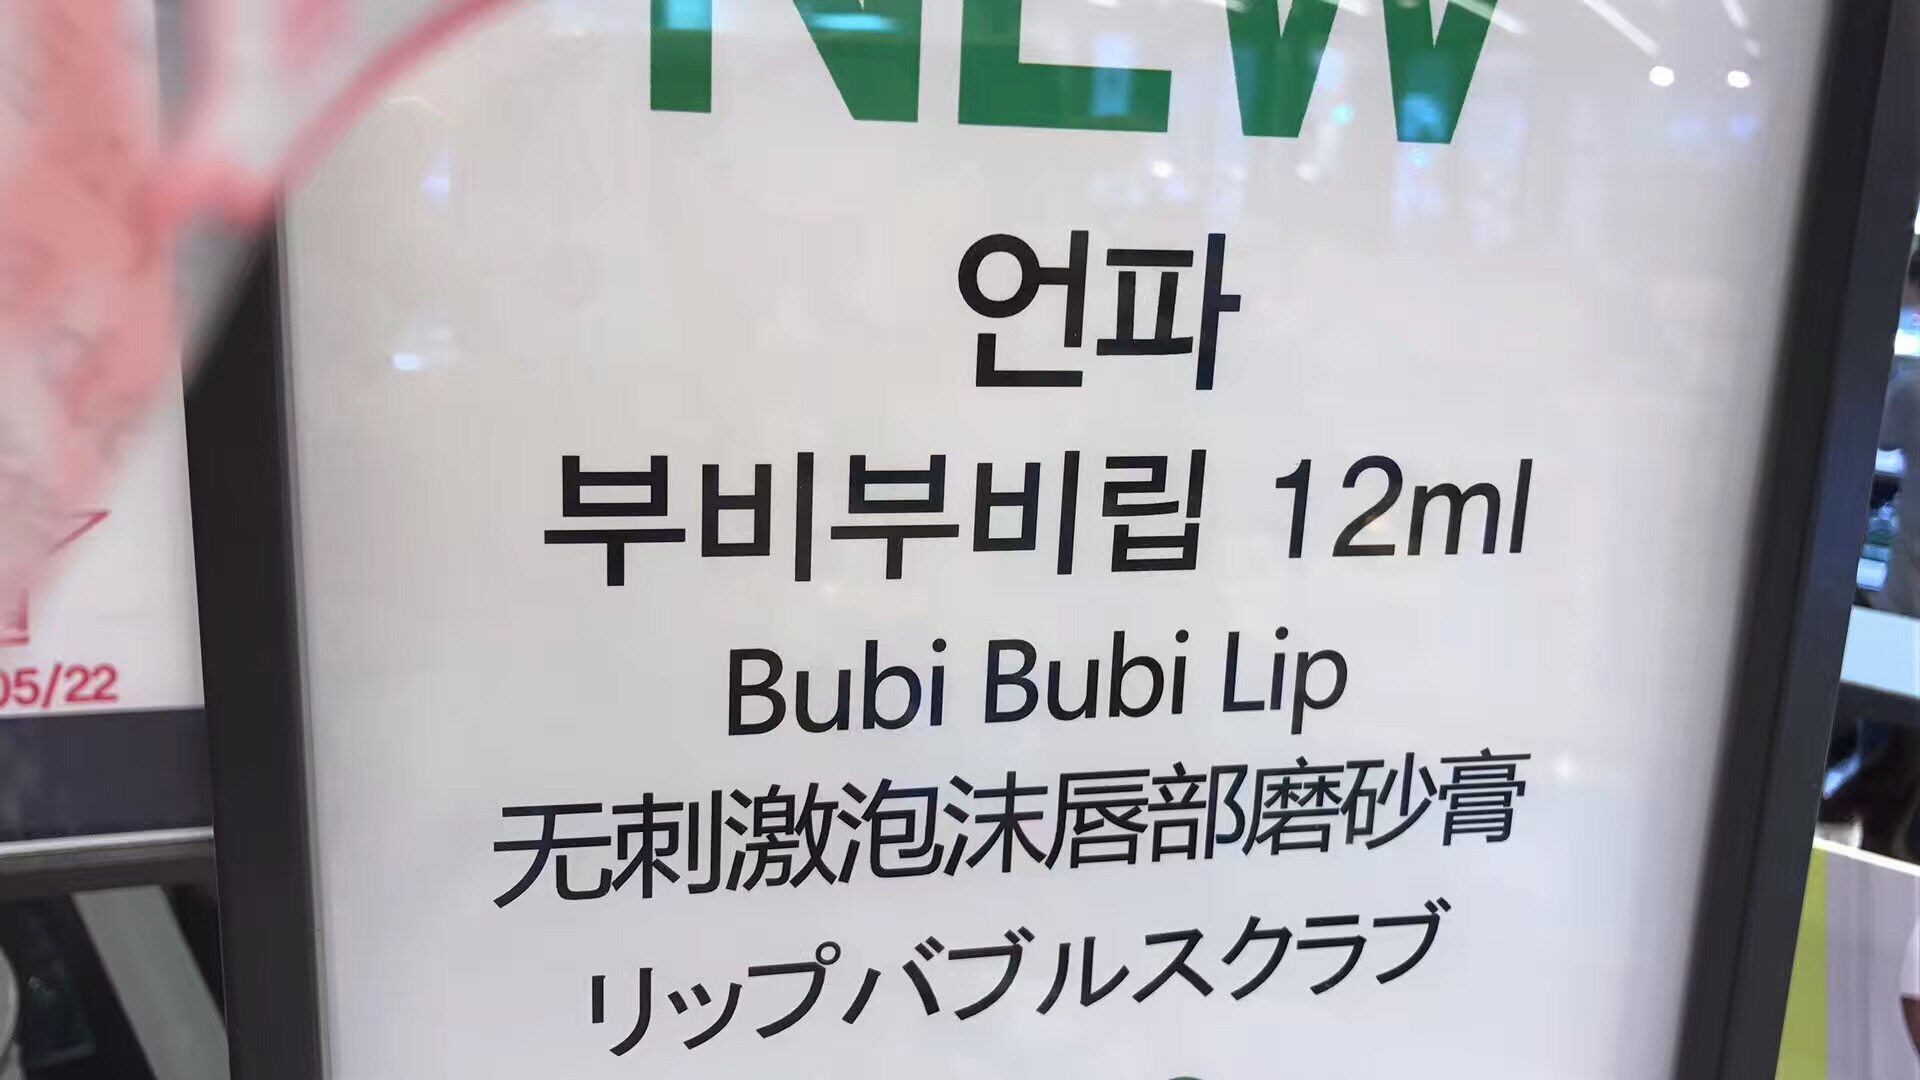 NEW
언파
부비부비립 12ml
Bubi Bubi Lip
无刺激泡沫唇部磨砂膏
リップバブルスクラブ
05/22